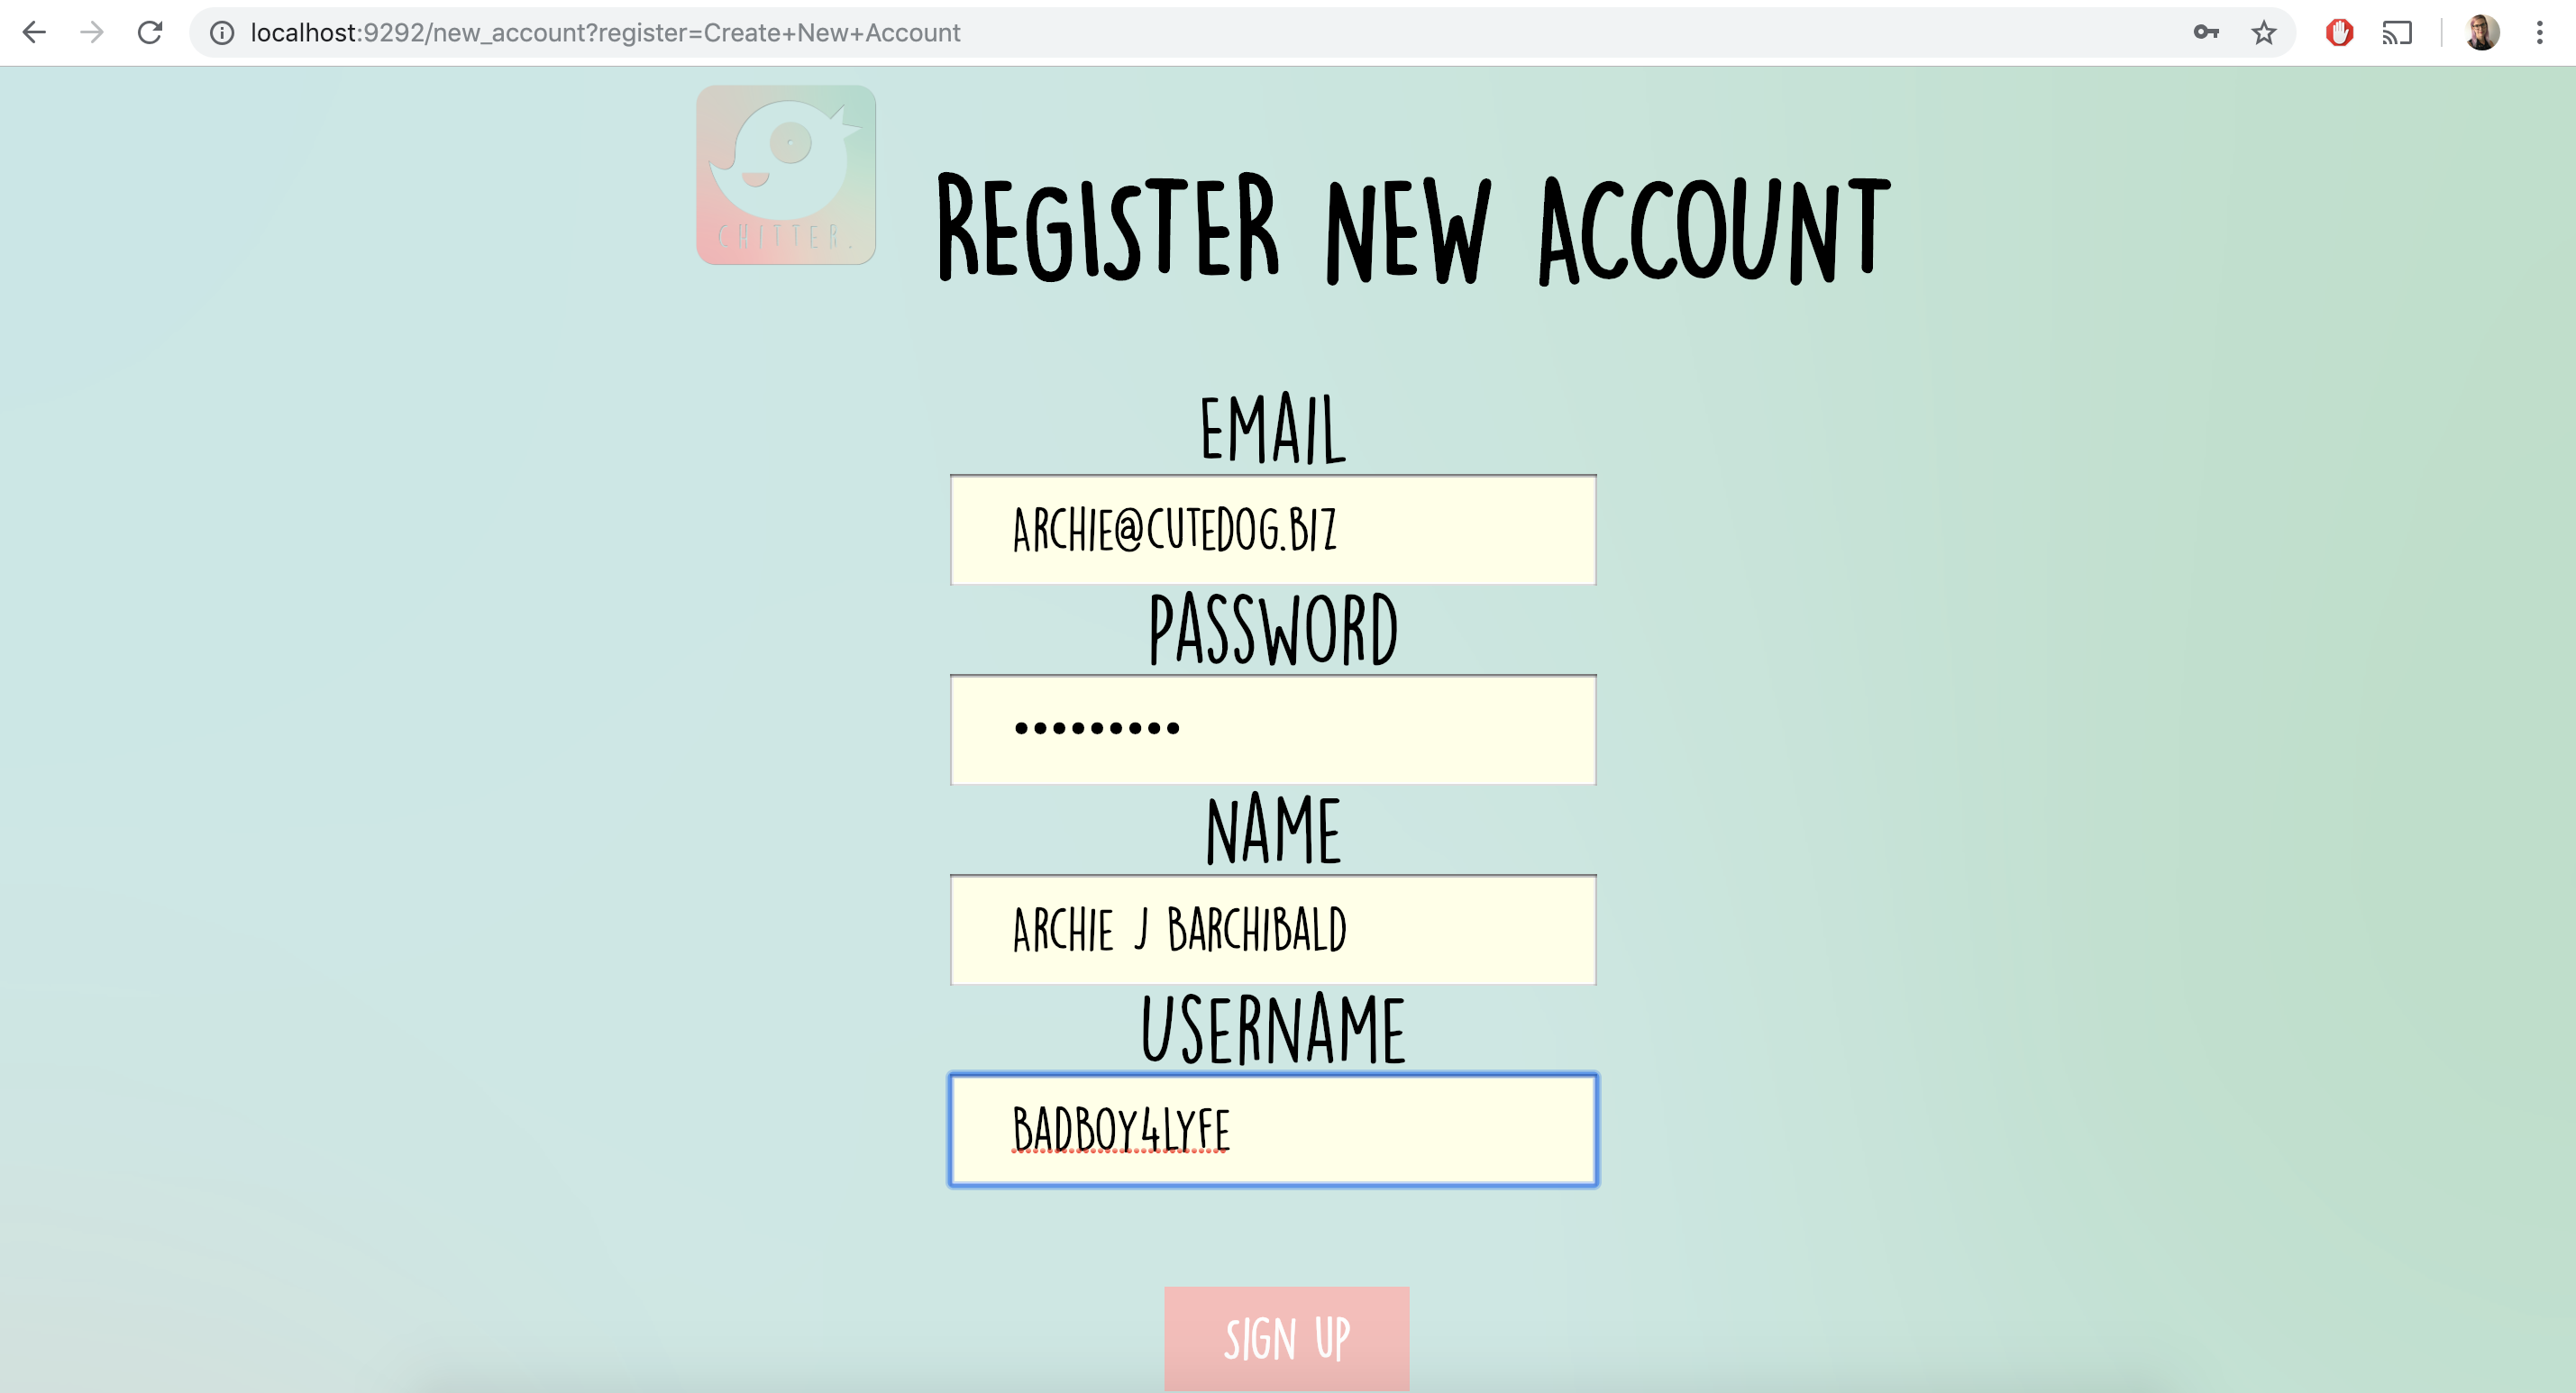 localhost:9292/new_account?register=Create+New+Account
CHITTER.
REGISTER NEW ACCOUNT
EMAIL
ARCHIE@CUTEDOG.BIZ
PASSWORD
•••••••••
NAME
ARCHIE J BARCHIBALD
USERNAME
BADBOY4LYFE
SIGN UP